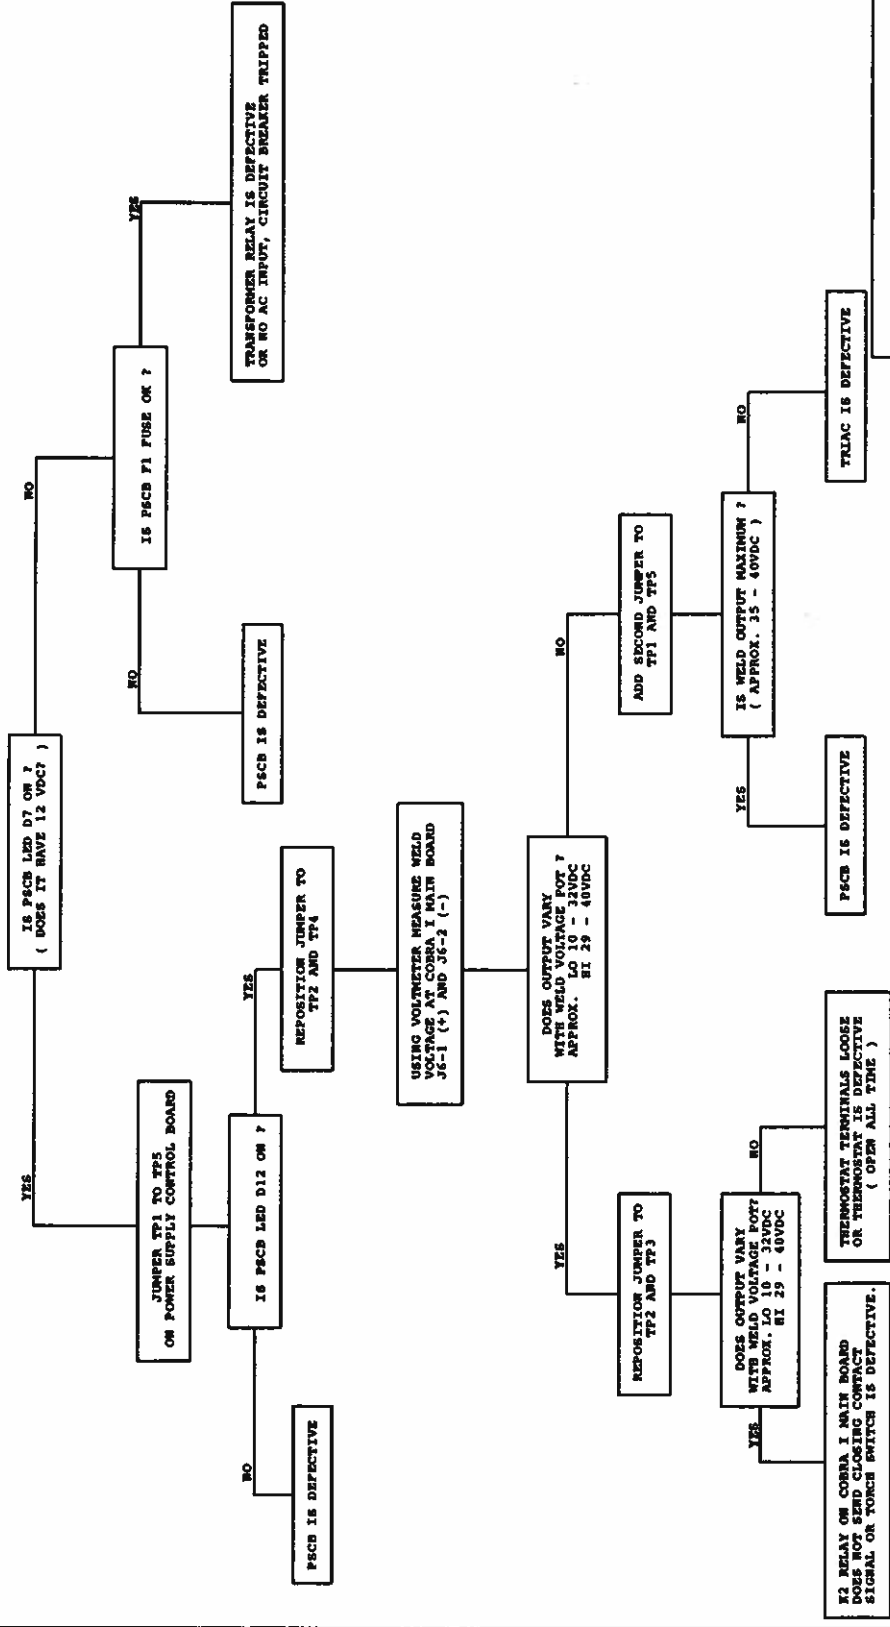 IS PSCB LED D7 ON ?
( DOES IT HAVE 12 VDC? )
YES
NO
JUMPER TP1 TO TP5
ON POWER SUPPLY CONTROL BOARD
IS PSCB F1 FUSE OK ?
NO
YES
IS PSCB LED D12 ON ?
PSCB IS DEFECTIVE
TRANSFORMER RELAY IS DEFECTIVE
OR NO AC INPUT, CIRCUIT BREAKER TRIPPED
NO
YES
PSCB IS DEFECTIVE
REPOSITION JUMPER TO
TP2 AND TP4
USING VOLTMETER MEASURE WELD
VOLTAGE AT COBRA I MAIN BOARD
J6-1 (+) AND J6-2 (-)
DOES OUTPUT VARY
WITH WELD VOLTAGE POT ?
APPROX. LO 10 - 32VDC
HI 29 - 40VDC
YES
NO
REPOSITION JUMPER TO
TP2 AND TP3
ADD SECOND JUMPER TO
TP1 AND TP5
DOES OUTPUT VARY
WITH WELD VOLTAGE POT?
APPROX. LO 10 - 32VDC
HI 29 - 40VDC
IS WELD OUTPUT MAXIMUM ?
( APPROX. 35 - 40VDC )
YES
NO
YES
NO
K2 RELAY ON COBRA I MAIN BOARD
DOES NOT SEND CLOSING CONTACT
SIGNAL OR TORCH SWITCH IS DEFECTIVE.
THERMOSTAT TERMINALS LOOSE
OR THERMOSTAT IS DEFECTIVE
( OPEN ALL TIME )
PSCB IS DEFECTIVE
TRIAC IS DEFECTIVE